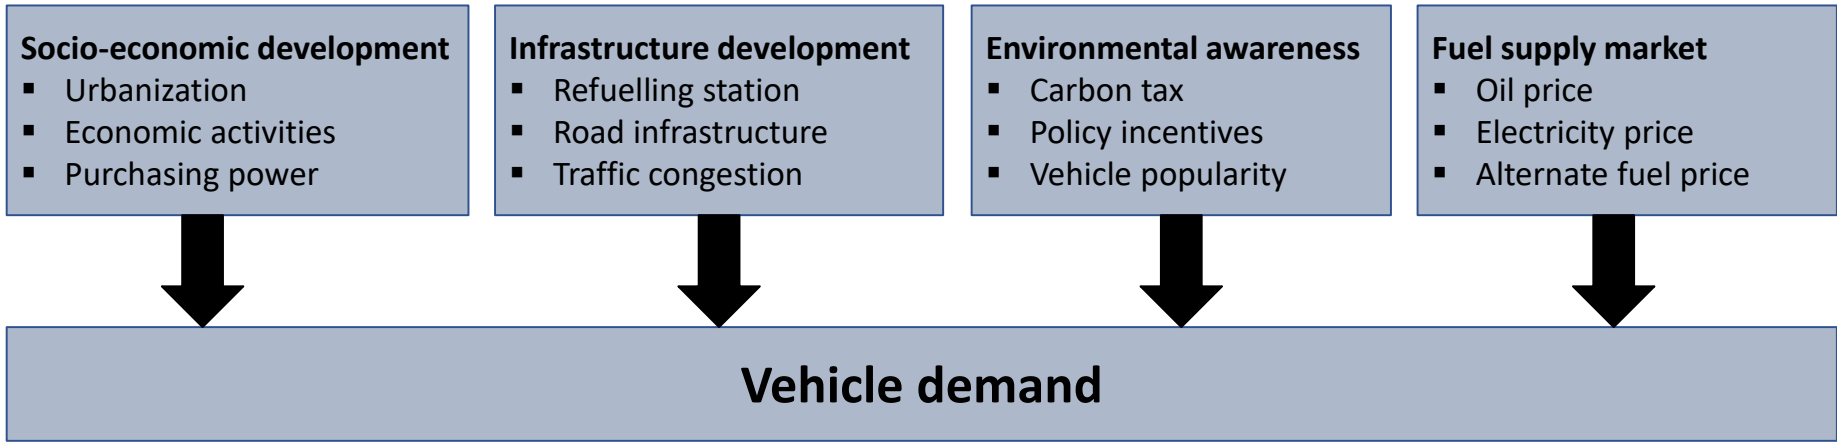 Socio-economic development
▪ Urbanization
▪ Economic activities
▪ Purchasing power
Infrastructure development
▪ Refuelling station
▪ Road infrastructure
▪ Traffic congestion
Environmental awareness
▪ Carbon tax
▪ Policy incentives
▪ Vehicle popularity
Fuel supply market
▪ Oil price
▪ Electricity price
▪ Alternate fuel price
Vehicle demand